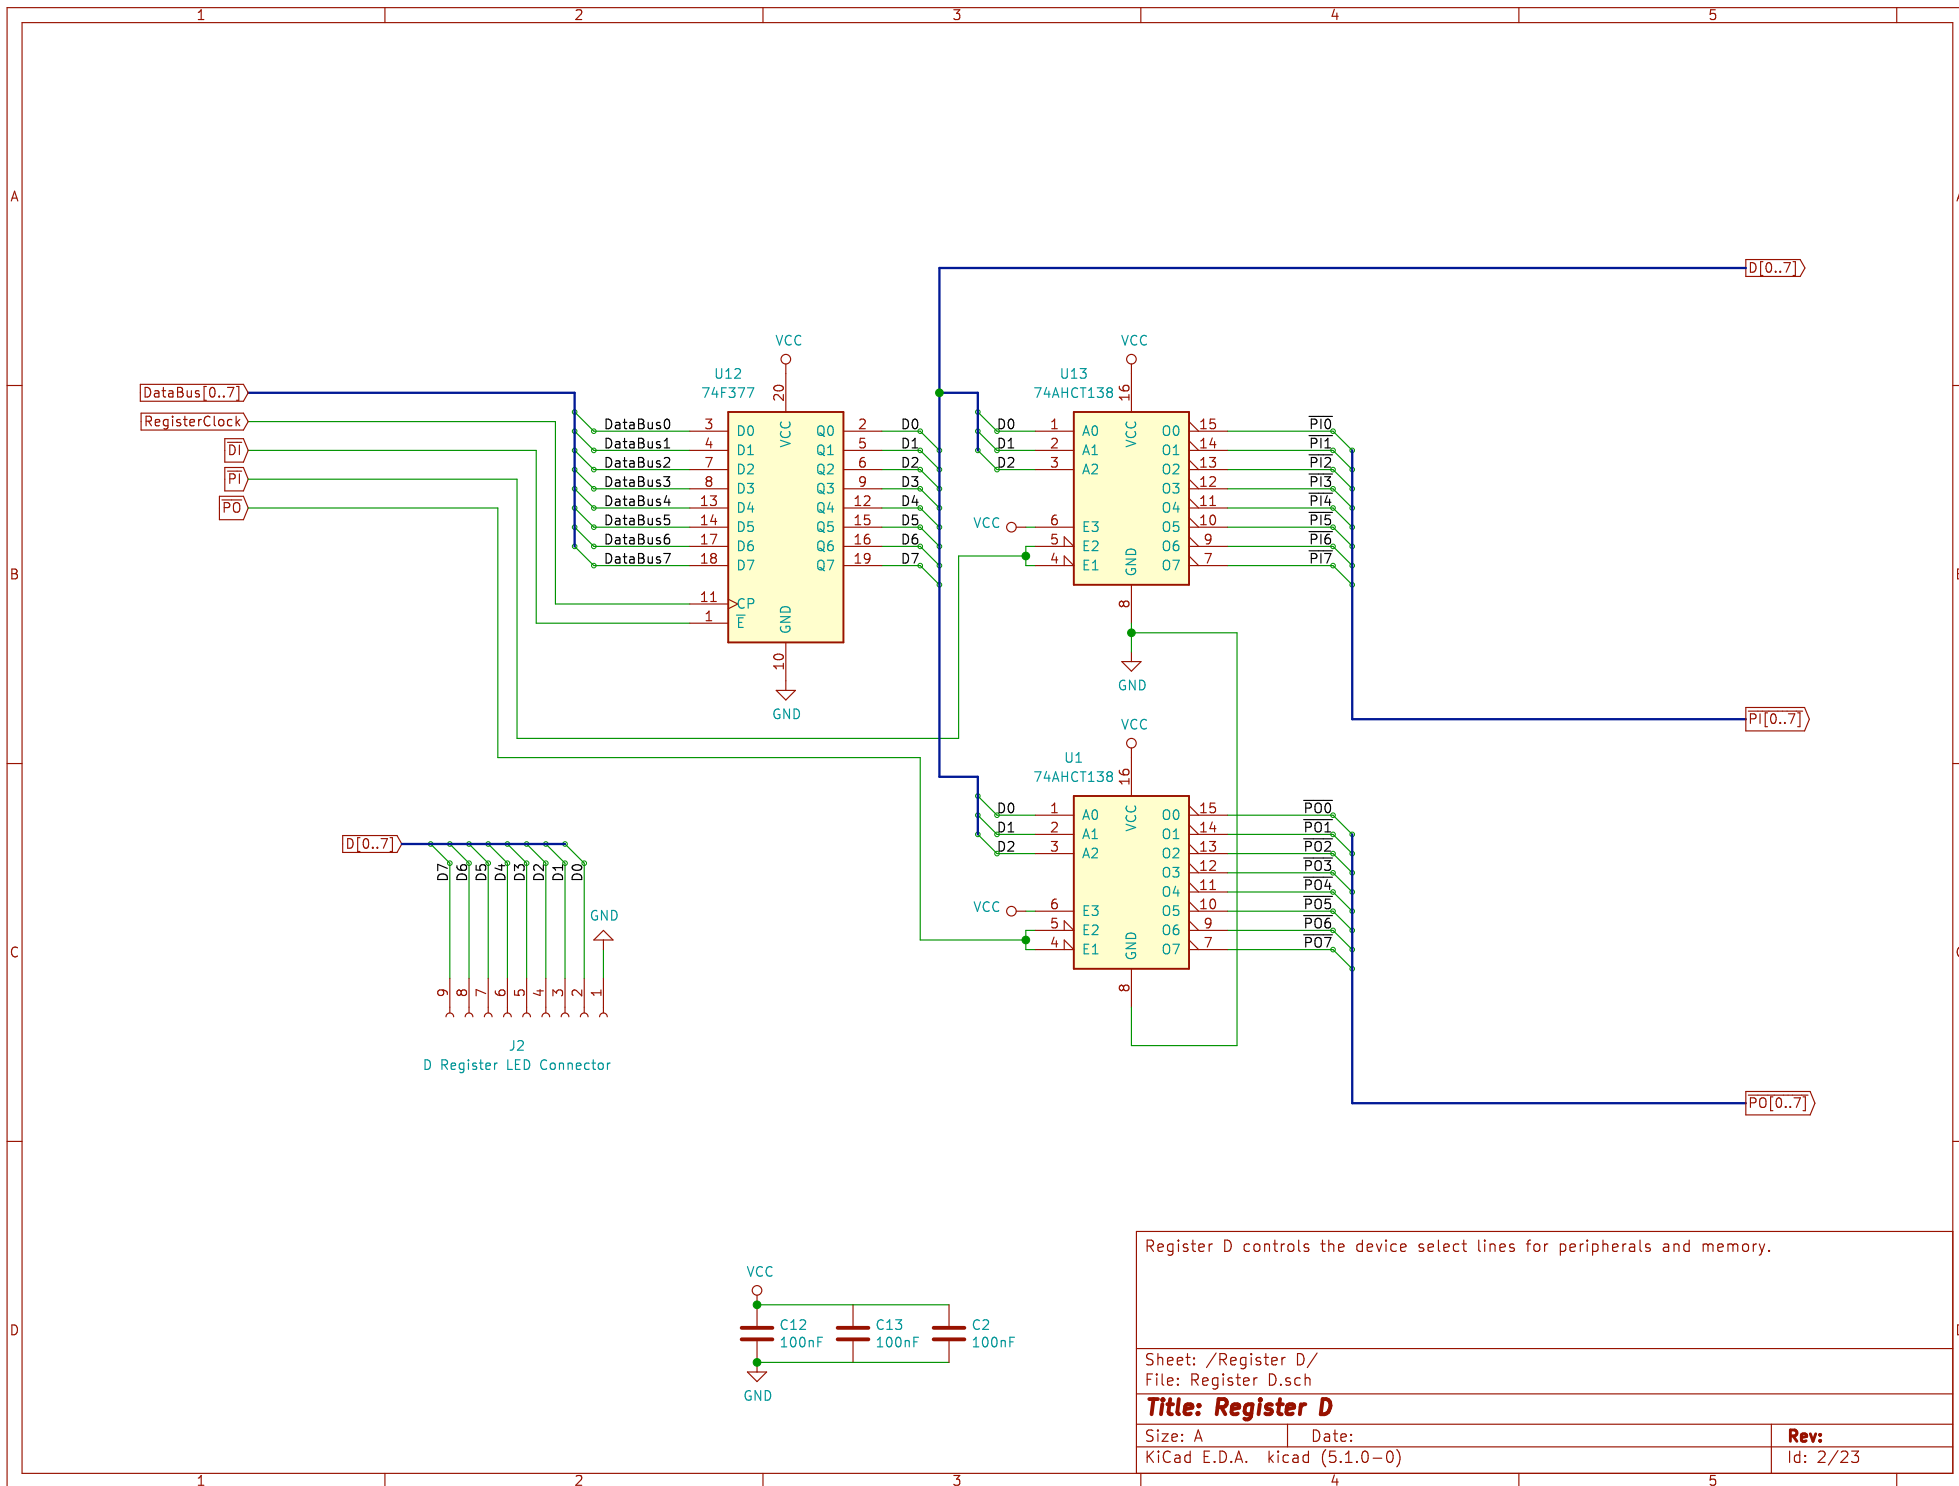 1 2 3 4 5
A
B
C
D
D[0..7]
DataBus[0..7]
RegisterClock
DI
PI
PO
VCC
U12
74F377
20
VCC
GND
DataBus0 3 D0 Q0 2 D0
DataBus1 4 D1 Q1 5 D1
DataBus2 7 D2 Q2 6 D2
DataBus3 8 D3 Q3 9 D3
DataBus4 13 D4 Q4 12 D4
DataBus5 14 D5 Q5 15 D5
DataBus6 17 D6 Q6 16 D6
DataBus7 18 D7 Q7 19 D7
11 CP
1 E
10
GND
VCC
U13
74AHCT138
16
VCC
GND
D0 1 A0 O0 15 PI0
D1 2 A1 O1 14 PI1
D2 3 A2 O2 13 PI2
O3 12 PI3
O4 11 PI4
VCC 6 E3 O5 10 PI5
5 E2 O6 9 PI6
4 E1 O7 7 PI7
8
GND
PI[0..7]
VCC
U1
74AHCT138
16
VCC
GND
D0 1 A0 O0 15 PO0
D1 2 A1 O1 14 PO1
D2 3 A2 O2 13 PO2
O3 12 PO3
O4 11 PO4
VCC 6 E3 O5 10 PO5
5 E2 O6 9 PO6
4 E1 O7 7 PO7
8
PO[0..7]
D[0..7]
D7 D6 D5 D4 D3 D2 D1 D0
GND
9 8 7 6 5 4 3 2 1
J2
D Register LED Connector
VCC
C12
100nF
C13
100nF
C2
100nF
GND
Register D controls the device select lines for peripherals and memory.
Sheet: /Register D/
File: Register D.sch
Title: Register D
Size: A Date: Rev:
KiCad E.D.A. kicad (5.1.0-0) Id: 2/23
1 2 3 4 5